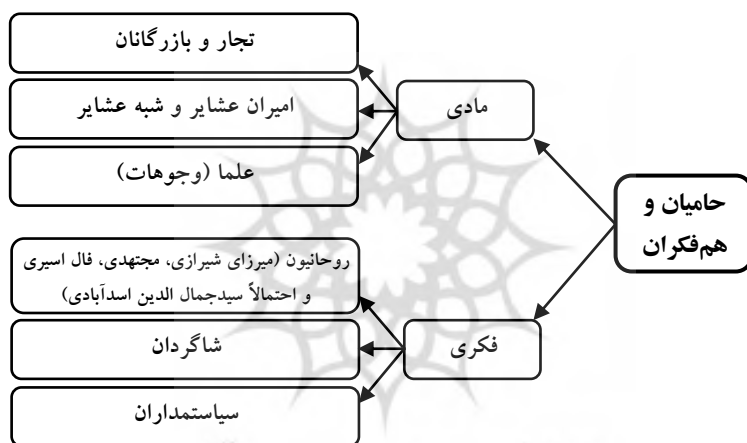 حامیان و
هم‌فکران
مادی
تجار و بازرگانان
امیران عشایر و شبه عشایر
علما (وجوهات)
فکری
روحانیون (میرزای شیرازی، مجتهدی، فال اسیری
و احتمالاً سیدجمال الدین اسدآبادی)
شاگردان
سیاستمداران